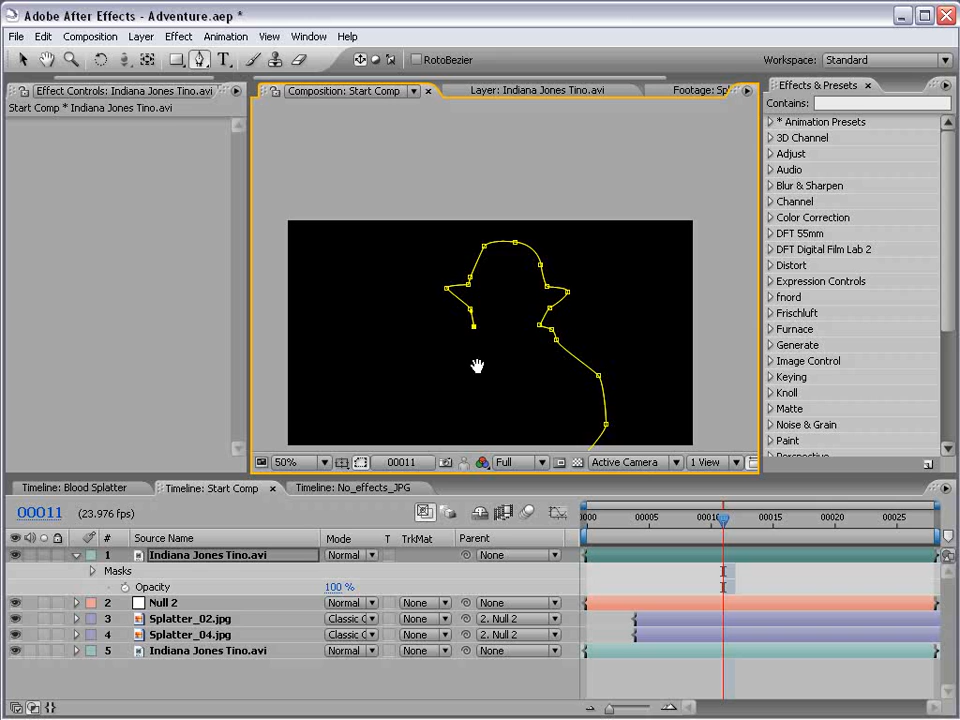 Adobe After Effects - Adventure.aep *
File Edit Composition Layer Effect Animation View Window Help
RotoBezier Workspace: Standard
Effect Controls: Indiana Jones Tino.avi
Start Comp * Indiana Jones Tino.avi
Composition: Start Comp
Layer: Indiana Jones Tino.avi
Footage: Sp
Effects & Presets
Contains:
* Animation Presets
3D Channel
Adjust
Audio
Blur & Sharpen
Channel
Color Correction
DFT 55mm
DFT Digital Film Lab 2
Distort
Expression Controls
fnord
Frischluft
Furnace
Generate
Image Control
Keying
Knoll
Matte
Noise & Grain
Paint
Perspective
50% 00011 Full Active Camera 1 View
Timeline: Blood Splatter Timeline: Start Comp Timeline: No_effects_JPG
00011 (23.976 fps)
0000 00005 00010 00015 00020 00025
# Source Name Mode T TrkMat Parent
1 Indiana Jones Tino.avi Normal None
Masks
Opacity 100 %
2 Null 2 Normal None None
3 Splatter_02.jpg Classic C None 2. Null 2
4 Splatter_04.jpg Classic C None 2. Null 2
5 Indiana Jones Tino.avi Normal None None